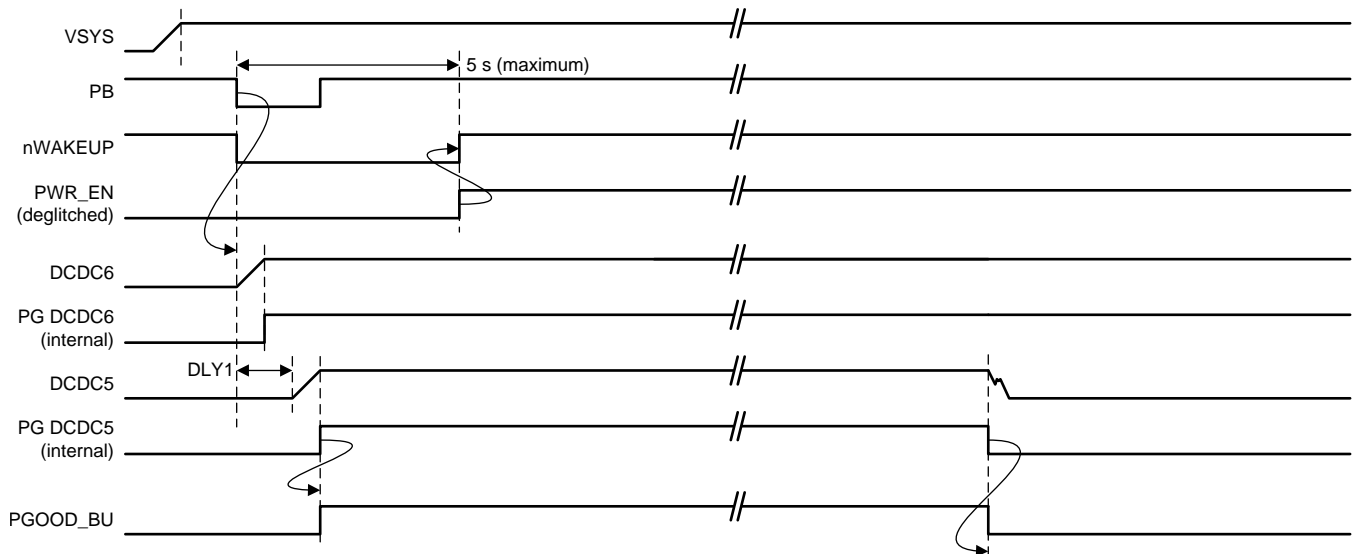 VSYS
5 s (maximum)
PB
nWAKEUP
PWR_EN
(deglitched)
DCDC6
PG DCDC6
(internal)
DLY1
DCDC5
PG DCDC5
(internal)
PGOOD_BU